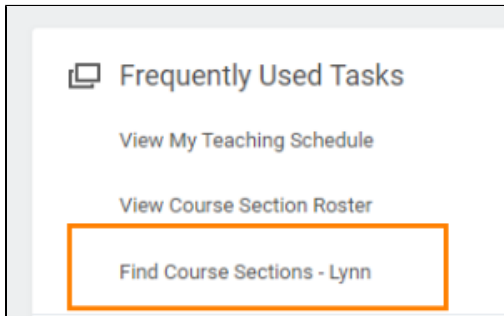 Frequently Used Tasks
View My Teaching Schedule
View Course Section Roster
Find Course Sections - Lynn